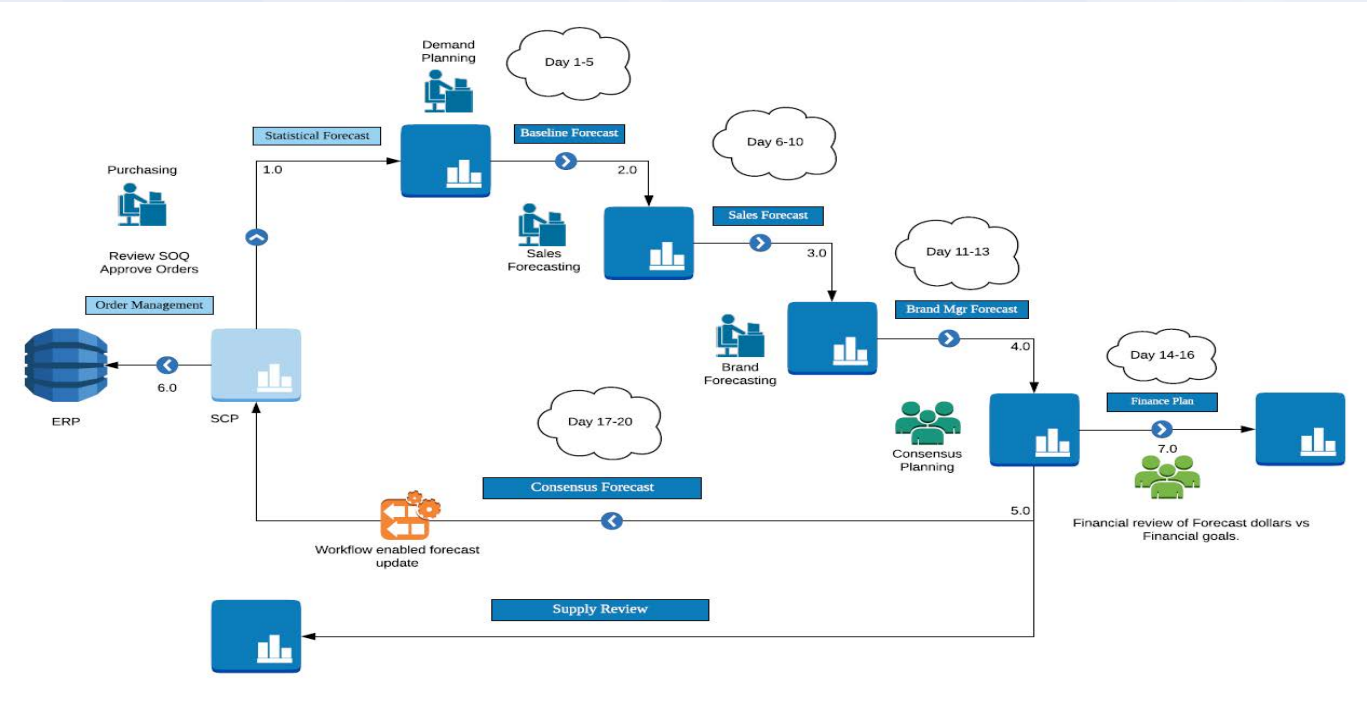 Demand
Planning
Day 1-5
Statistical Forecast
Baseline Forecast
1.0
2.0
Day 6-10
Purchasing
Review SOQ
Approve Orders
Sales
Forecasting
Sales Forecast
3.0
Day 11-13
Order Management
6.0
ERP
SCP
Brand
Forecasting
Brand Mgr Forecast
4.0
Day 14-16
Finance Plan
7.0
Consensus
Planning
Financial review of Forecast dollars vs
Financial goals.
Day 17-20
Consensus Forecast
5.0
Workflow enabled forecast
update
Supply Review